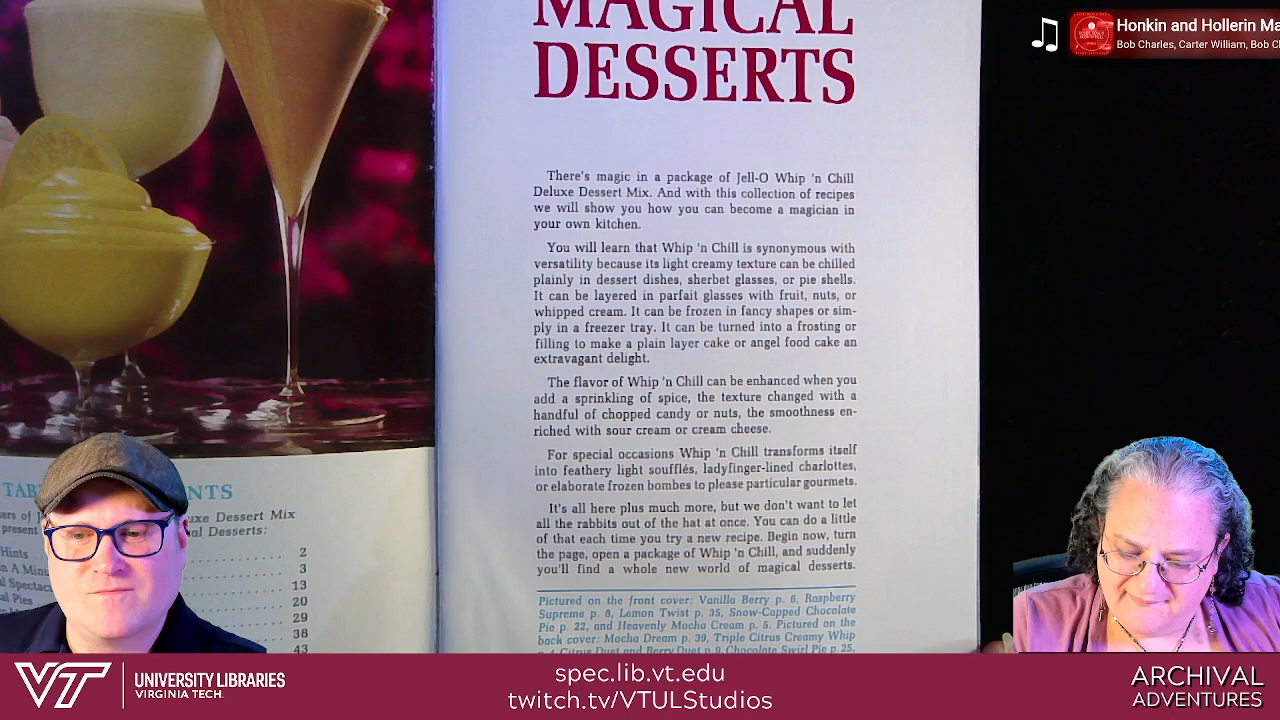 MAGICAL
DESSERTS
There's magic in a package of Jell-O Whip 'n Chill
Deluxe Dessert Mix. And with this collection of recipes
we will show you how you can become a magician in
your own kitchen.
You will learn that Whip 'n Chill is synonymous with
versatility because its light creamy texture can be chilled
plainly in dessert dishes, sherbet glasses, or pie shells.
It can be layered in parfait glasses with fruit, nuts, or
whipped cream. It can be frozen in fancy shapes or sim-
ply in a freezer tray. It can be turned into a frosting or
filling to make a plain layer cake or angel food cake an
extravagant delight.
The flavor of Whip 'n Chill can be enhanced when you
add a sprinkling of spice, the texture changed with a
handful of chopped candy or nuts, the smoothness en-
riched with sour cream or cream cheese.
For special occasions Whip 'n Chill transforms itself
into feathery light soufflés, ladyfinger-lined charlottes,
or elaborate frozen bombes to please particular gourmets.
It's all here plus much more, but we don't want to let
all the rabbits out of the hat at once. You can do a little
of that each time you try a new recipe. Begin now, turn
the page, open a package of Whip 'n Chill, and suddenly
you'll find a whole new world of magical desserts.
Pictured on the front cover: Vanilla Berry p. 6, Raspberry
Supreme p. 8, Lemon Twist p. 35, Snow-Capped Chocolate
Pie p. 22, and Heavenly Mocha Cream p. 5. Pictured on the
back cover: Mocha Dream p. 39, Triple Citrus Creamy Whip
p. 4, Citrus Duet and Berry Duet p. 9, Chocolate Swirl Pie p. 25,
Dessert Mix
Desserts:
Hints 2
3
13
Pies 20
29
38
43
Honkin and Hollerin Ma
Bob Charles, Carter William, Bob C
VT UNIVERSITY LIBRARIES
VIRGINIA TECH
spec.lib.vt.edu
twitch.tv/VTULStudios
ARCHIVAL
ADVENTURES